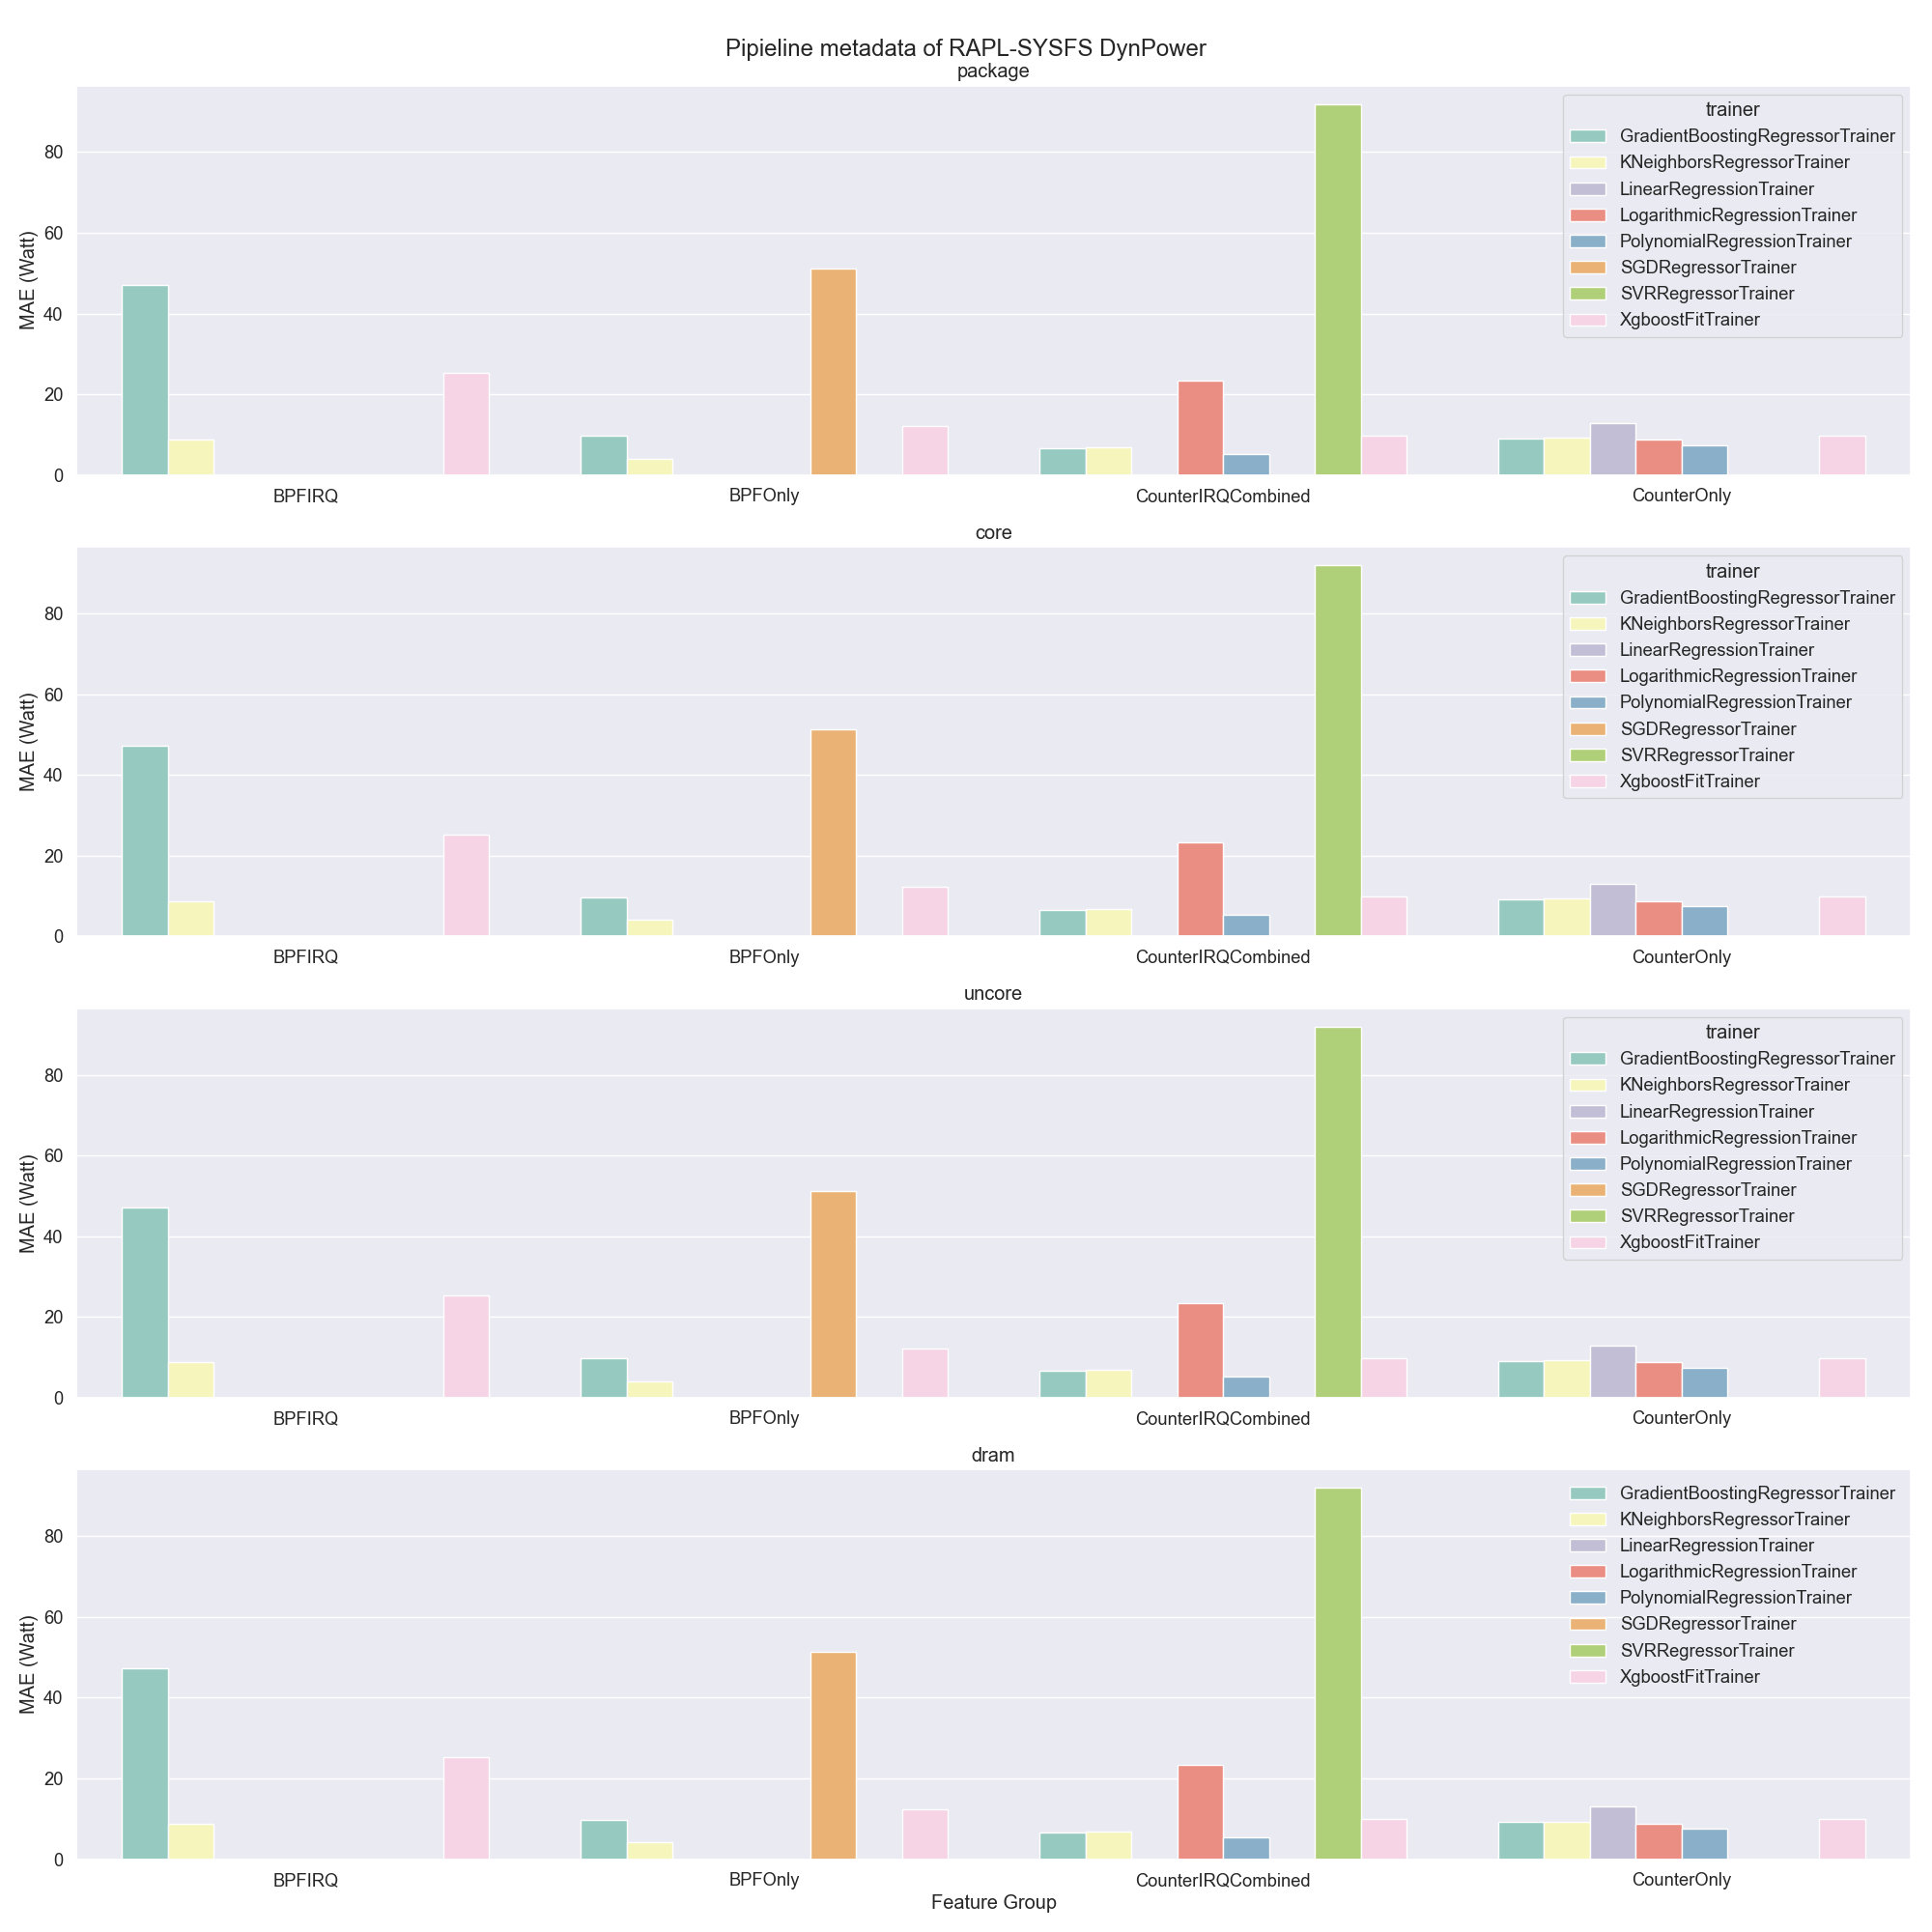 Pipieline metadata of RAPL-SYSFS DynPower
package
MAE (Watt)
80
60
40
20
0
trainer
GradientBoostingRegressorTrainer
KNeighborsRegressorTrainer
LinearRegressionTrainer
LogarithmicRegressionTrainer
PolynomialRegressionTrainer
SGDRegressorTrainer
SVRRegressorTrainer
XgboostFitTrainer
BPFIRQ BPFOnly CounterIRQCombined CounterOnly
core
MAE (Watt)
80
60
40
20
0
trainer
GradientBoostingRegressorTrainer
KNeighborsRegressorTrainer
LinearRegressionTrainer
LogarithmicRegressionTrainer
PolynomialRegressionTrainer
SGDRegressorTrainer
SVRRegressorTrainer
XgboostFitTrainer
BPFIRQ BPFOnly CounterIRQCombined CounterOnly
uncore
MAE (Watt)
80
60
40
20
0
trainer
GradientBoostingRegressorTrainer
KNeighborsRegressorTrainer
LinearRegressionTrainer
LogarithmicRegressionTrainer
PolynomialRegressionTrainer
SGDRegressorTrainer
SVRRegressorTrainer
XgboostFitTrainer
BPFIRQ BPFOnly CounterIRQCombined CounterOnly
dram
MAE (Watt)
80
60
40
20
0
GradientBoostingRegressorTrainer
KNeighborsRegressorTrainer
LinearRegressionTrainer
LogarithmicRegressionTrainer
PolynomialRegressionTrainer
SGDRegressorTrainer
SVRRegressorTrainer
XgboostFitTrainer
BPFIRQ BPFOnly CounterIRQCombined CounterOnly
Feature Group